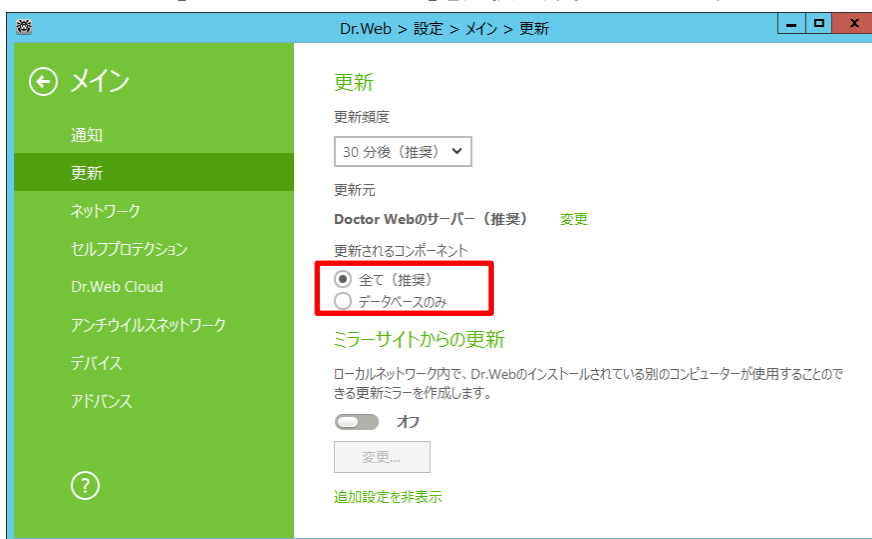 Dr.Web > 設定 > メイン > 更新
メイン
通知
更新
ネットワーク
セルフプロテクション
Dr.Web Cloud
アンチウイルスネットワーク
デバイス
アドバンス
?
更新
更新頻度
30 分後（推奨）
更新元
Doctor Webのサーバー（推奨） 変更
更新されるコンポーネント
全て（推奨）
データベースのみ
ミラーサイトからの更新
ローカルネットワーク内で、Dr.Webのインストールされている別のコンピューターが使用することので
きる更新ミラーを作成します。
オフ
変更...
追加設定を非表示